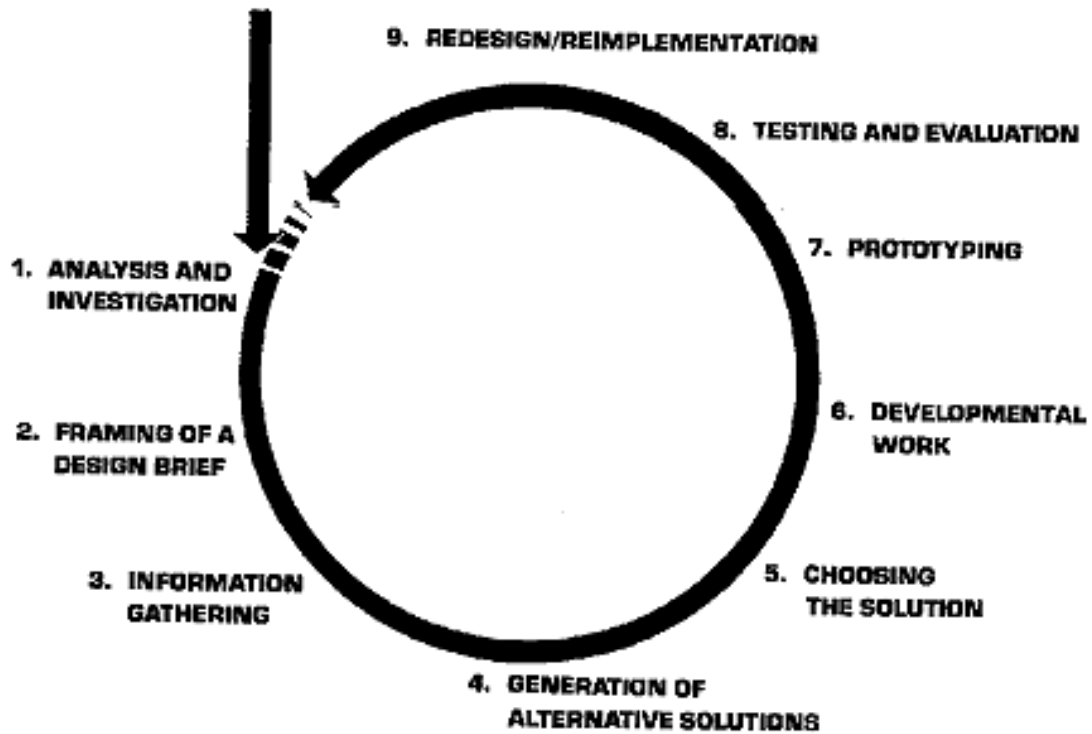 9. REDESIGN/REIMPLEMENTATION
8. TESTING AND EVALUATION
7. PROTOTYPING
1. ANALYSIS AND
INVESTIGATION
6. DEVELOPMENTAL
WORK
2. FRAMING OF A
DESIGN BRIEF
5. CHOOSING
THE SOLUTION
3. INFORMATION
GATHERING
4. GENERATION OF
ALTERNATIVE SOLUTIONS